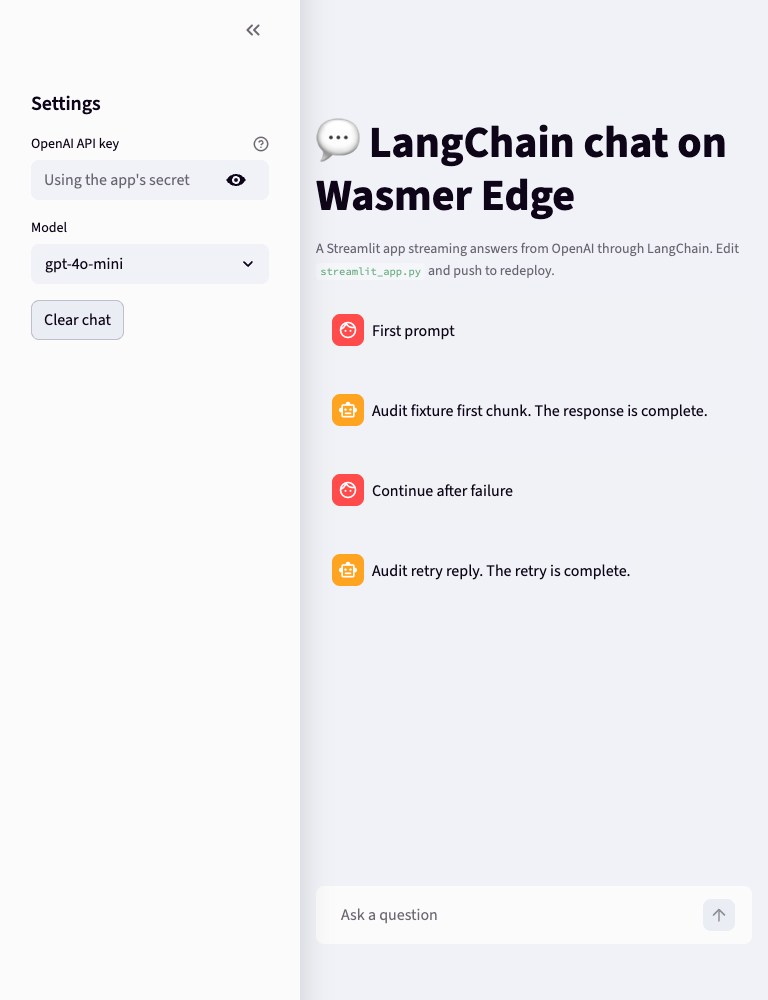 Settings
OpenAI API key
Using the app's secret
Model
gpt-4o-mini
Clear chat
💬 LangChain chat on
Wasmer Edge
A Streamlit app streaming answers from OpenAI through LangChain. Edit
streamlit_app.py and push to redeploy.
First prompt
Audit fixture first chunk. The response is complete.
Continue after failure
Audit retry reply. The retry is complete.
Ask a question